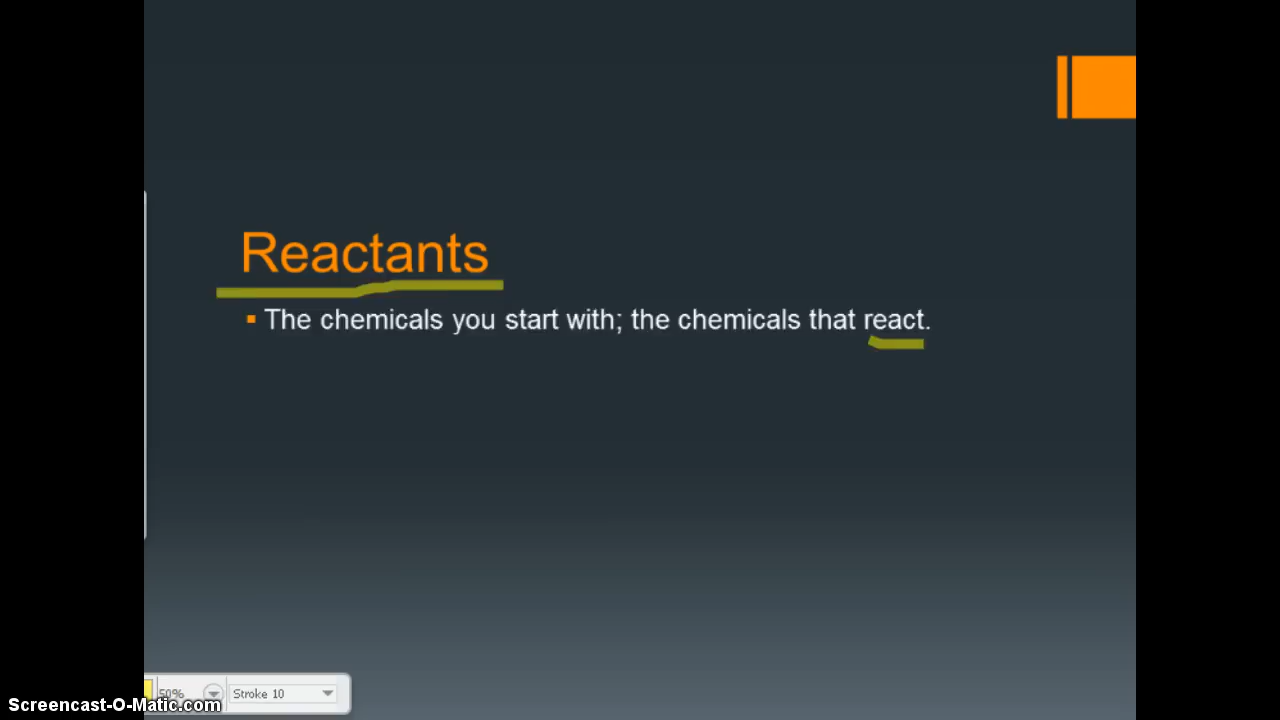 Reactants
The chemicals you start with; the chemicals that react.
50%
Stroke 10
Screencast-O-Matic.com